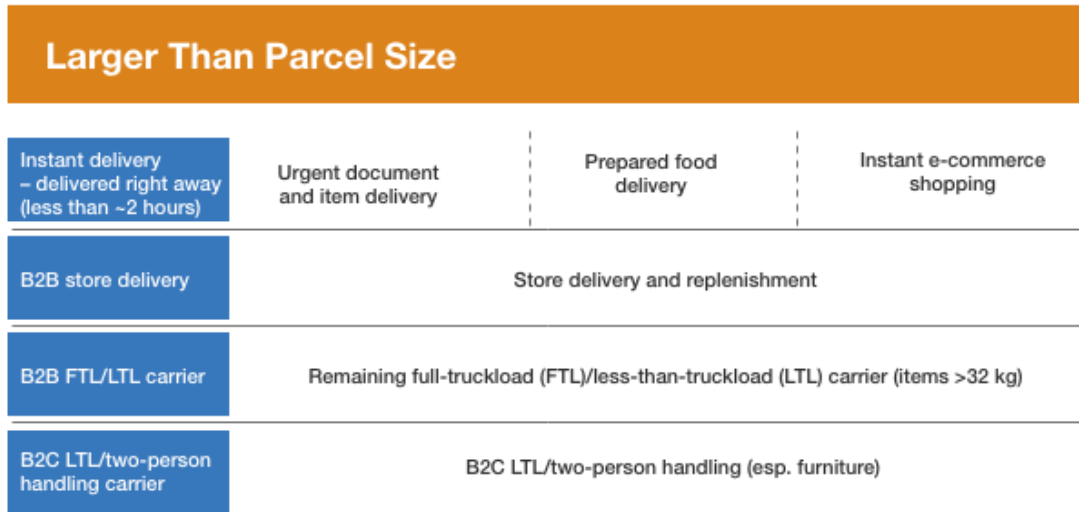 Larger Than Parcel Size
Instant delivery
– delivered right away
(less than ~2 hours)
Urgent document
and item delivery
Prepared food
delivery
Instant e-commerce
shopping
B2B store delivery
Store delivery and replenishment
B2B FTL/LTL carrier
Remaining full-truckload (FTL)/less-than-truckload (LTL) carrier (items >32 kg)
B2C LTL/two-person
handling carrier
B2C LTL/two-person handling (esp. furniture)